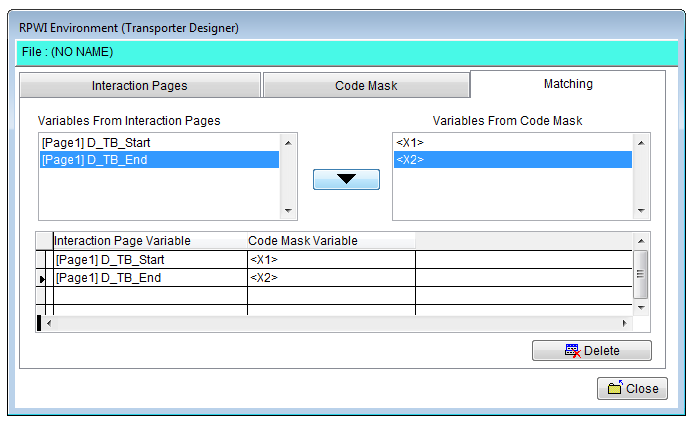 RPWI Environment (Transporter Designer)
File : (NO NAME)
Interaction Pages Code Mask Matching
Variables From Interaction Pages Variables From Code Mask
[Page1] D_TB_Start <X1>
[Page1] D_TB_End <X2>
Interaction Page Variable Code Mask Variable
[Page1] D_TB_Start <X1>
[Page1] D_TB_End <X2>
Delete
Close